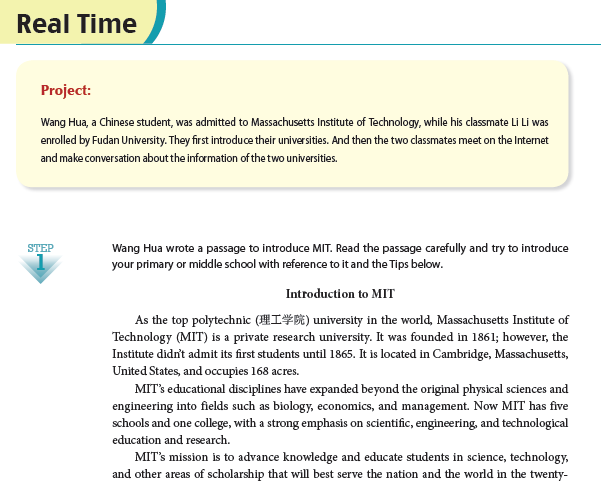 Real Time
Project:
Wang Hua, a Chinese student, was admitted to Massachusetts Institute of Technology, while his classmate Li Li was
enrolled by Fudan University. They first introduce their universities. And then the two classmates meet on the Internet
and make conversation about the information of the two universities.
STEP
1
Wang Hua wrote a passage to introduce MIT. Read the passage carefully and try to introduce
your primary or middle school with reference to it and the Tips below.
Introduction to MIT
As the top polytechnic (理工学院) university in the world, Massachusetts Institute of
Technology (MIT) is a private research university. It was founded in 1861; however, the
Institute didn't admit its first students until 1865. It is located in Cambridge, Massachusetts,
United States, and occupies 168 acres.
MIT's educational disciplines have expanded beyond the original physical sciences and
engineering into fields such as biology, economics, and management. Now MIT has five
schools and one college, with a strong emphasis on scientific, engineering, and technological
education and research.
MIT's mission is to advance knowledge and educate students in science, technology,
and other areas of scholarship that will best serve the nation and the world in the twenty-